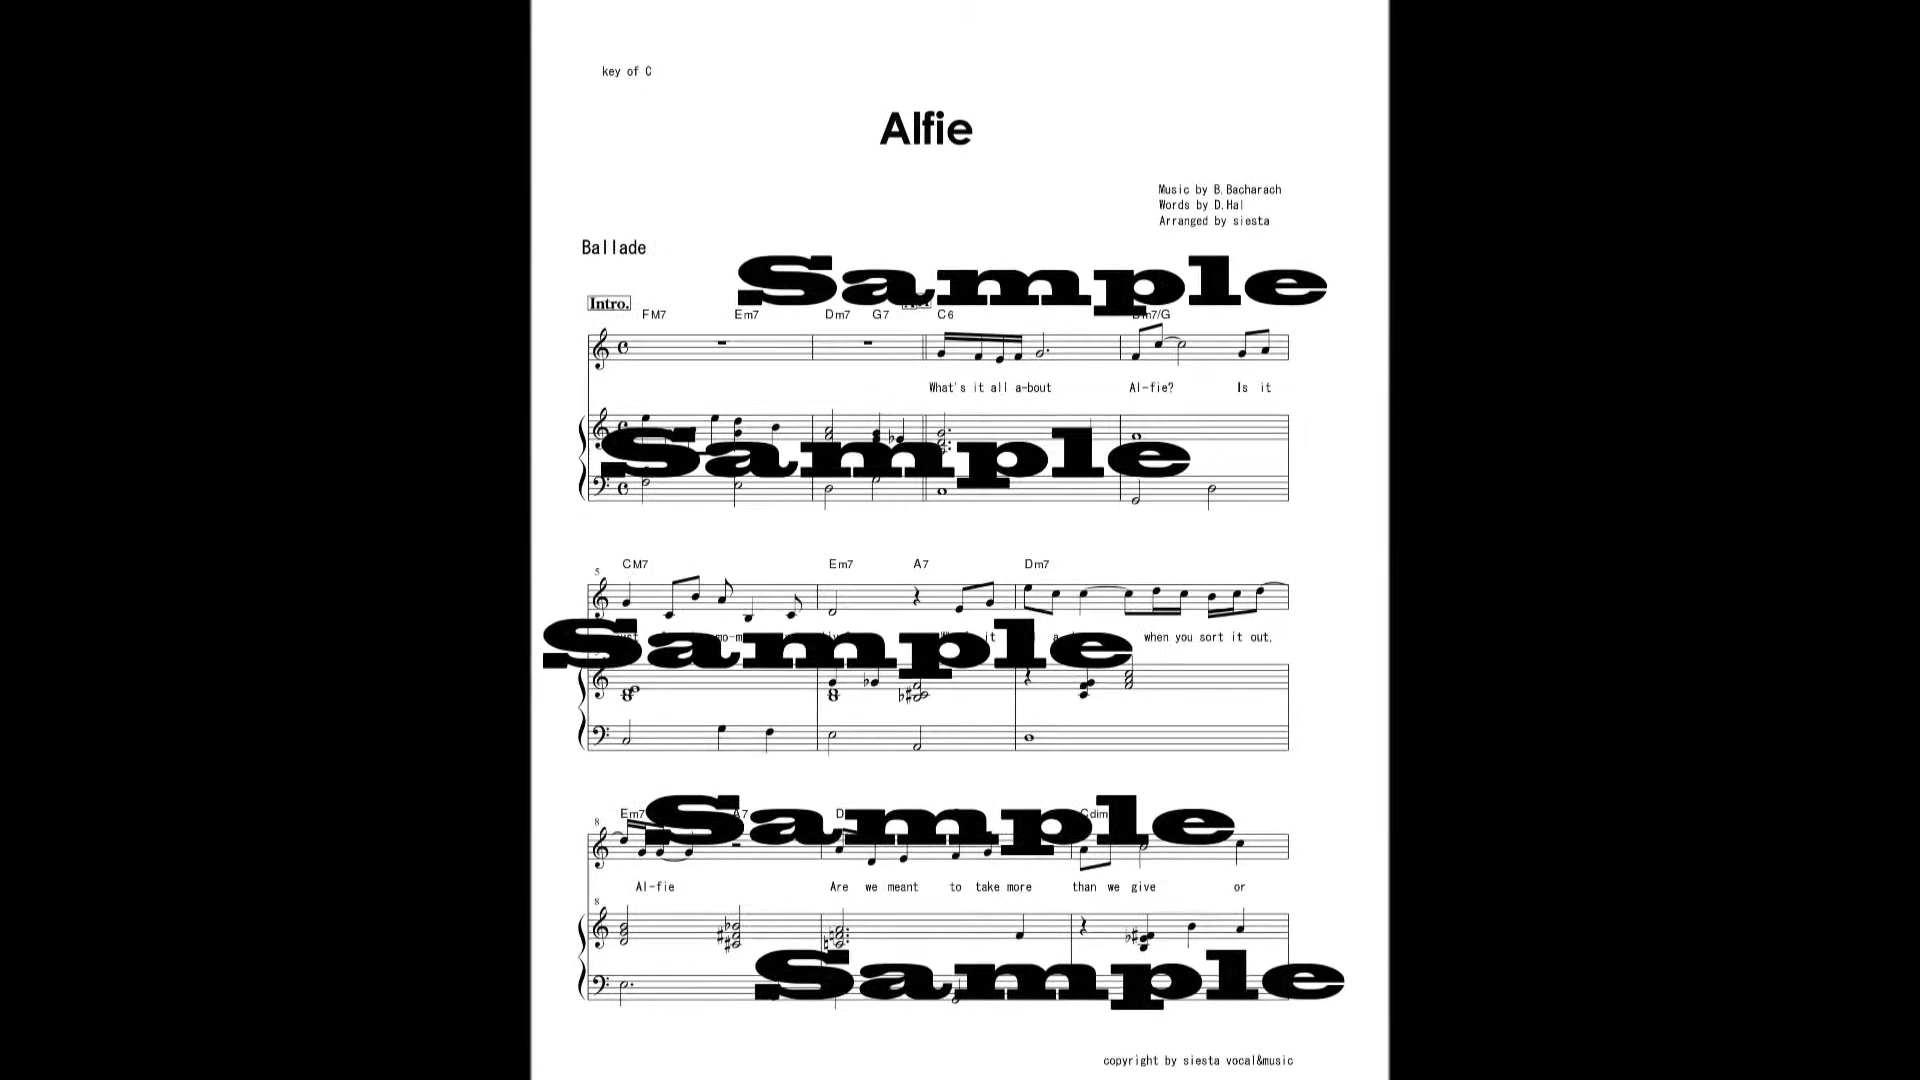 key of C
Alfie
Music by B.Bacharach
Words by D.Hal
Arranged by siesta
Ballade
Sample
Intro.
FM7 Em7 Dm7 G7 C6 Dm7/G
What's it all a-bout Al-fie? Is it
Sample
5
CM7 Em7 A7 Dm7
Sample
it when you sort it out,
Sample
8
Em7
Al-fie Are we meant to take more than we give or
8
Sample
copyright by siesta vocal&music